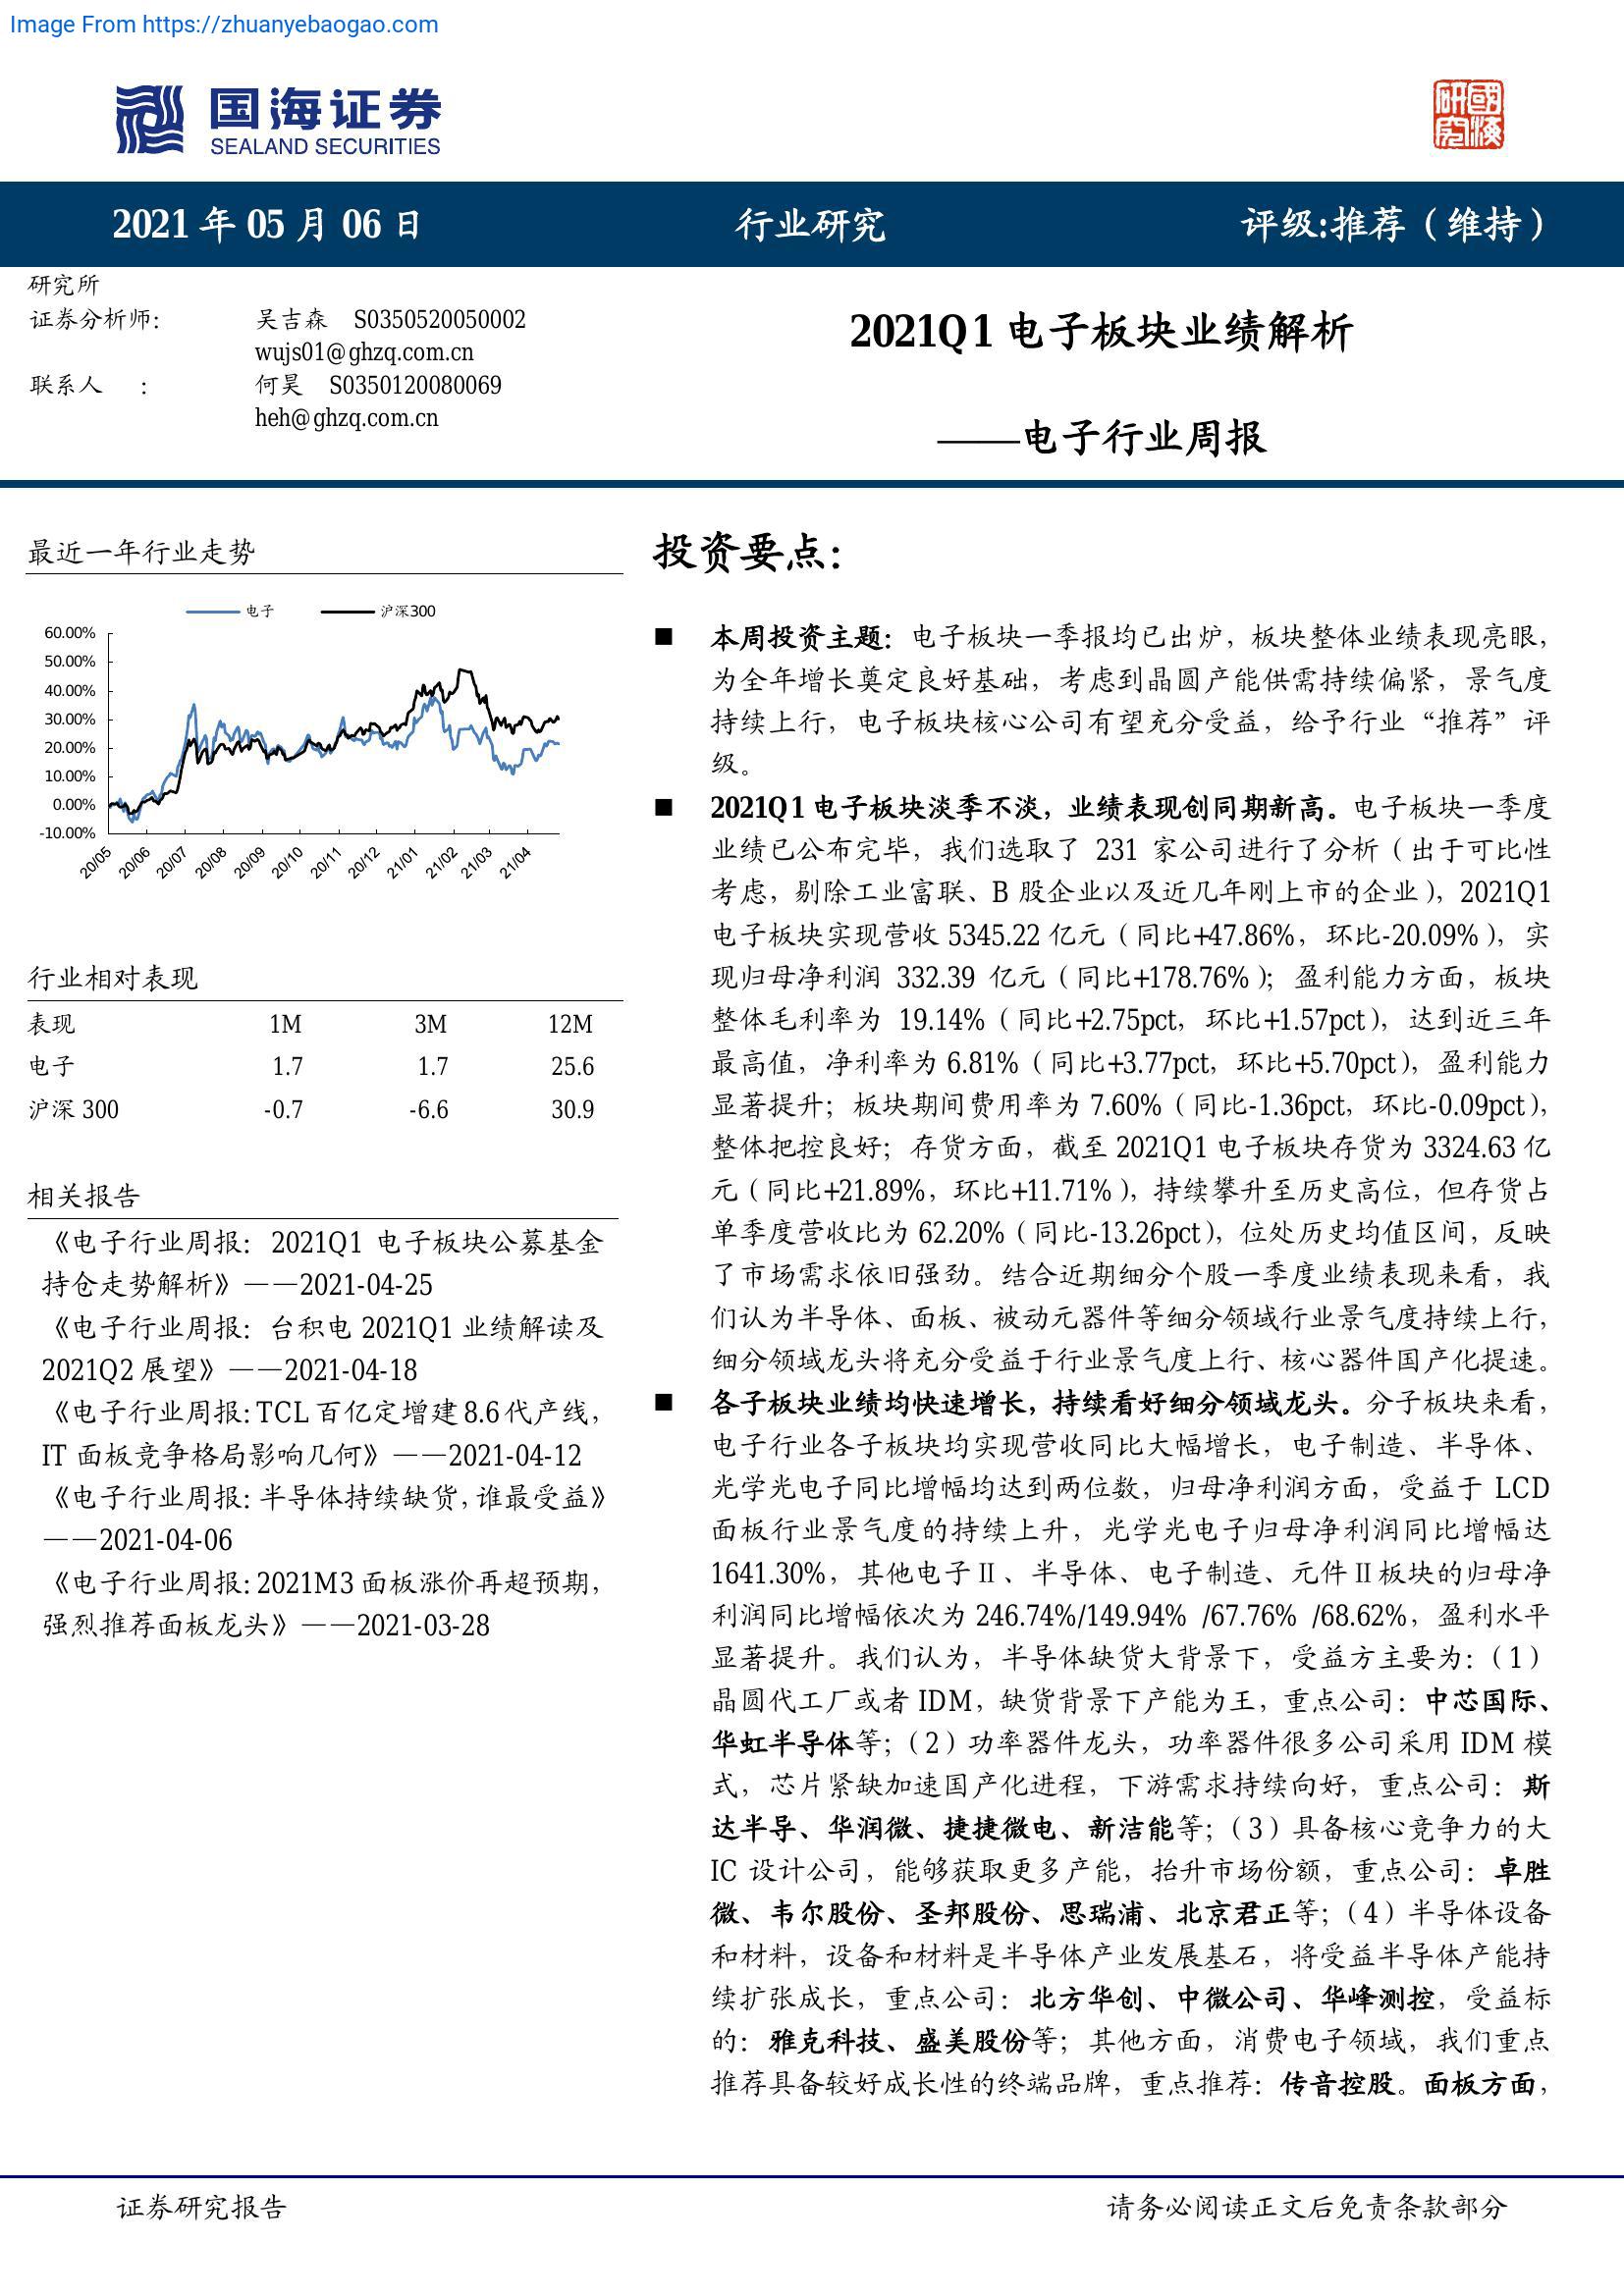 Image From https://zhuanyebaogao.com
国海证券
SEALAND SECURITIES
研國究海
2021 年 05 月 06 日
行业研究
评级:推荐（维持）
研究所
证券分析师: 吴吉森 S0350520050002
wujs01@ghzq.com.cn
联系人 : 何昊 S0350120080069
heh@ghzq.com.cn
2021Q1 电子板块业绩解析
——电子行业周报
最近一年行业走势
电子 沪深300
60.00%
50.00%
40.00%
30.00%
20.00%
10.00%
0.00%
-10.00%
20/05 20/06 20/07 20/08 20/09 20/10 20/11 20/12 21/01 21/02 21/03 21/04
行业相对表现
表现 1M 3M 12M
电子 1.7 1.7 25.6
沪深 300 -0.7 -6.6 30.9
相关报告
《电子行业周报：2021Q1 电子板块公募基金
持仓走势解析》——2021-04-25
《电子行业周报：台积电 2021Q1 业绩解读及
2021Q2 展望》——2021-04-18
《电子行业周报：TCL 百亿定增建 8.6 代产线，
IT 面板竞争格局影响几何》——2021-04-12
《电子行业周报：半导体持续缺货，谁最受益》
——2021-04-06
《电子行业周报：2021M3 面板涨价再超预期，
强烈推荐面板龙头》——2021-03-28
投资要点：
■ 本周投资主题：电子板块一季报均已出炉，板块整体业绩表现亮眼，
为全年增长奠定良好基础，考虑到晶圆产能供需持续偏紧，景气度
持续上行，电子板块核心公司有望充分受益，给予行业“推荐”评
级。
■ 2021Q1 电子板块淡季不淡，业绩表现创同期新高。电子板块一季度
业绩已公布完毕，我们选取了 231 家公司进行了分析（出于可比性
考虑，剔除工业富联、B 股企业以及近几年刚上市的企业），2021Q1
电子板块实现营收 5345.22 亿元（同比+47.86%，环比-20.09%），实
现归母净利润 332.39 亿元（同比+178.76%）；盈利能力方面，板块
整体毛利率为 19.14%（同比+2.75pct，环比+1.57pct），达到近三年
最高值，净利率为 6.81%（同比+3.77pct，环比+5.70pct），盈利能力
显著提升；板块期间费用率为 7.60%（同比-1.36pct，环比-0.09pct），
整体把控良好；存货方面，截至 2021Q1 电子板块存货为 3324.63 亿
元（同比+21.89%，环比+11.71%），持续攀升至历史高位，但存货占
单季度营收比为 62.20%（同比-13.26pct），位处历史均值区间，反映
了市场需求依旧强劲。结合近期细分个股一季度业绩表现来看，我
们认为半导体、面板、被动元器件等细分领域行业景气度持续上行，
细分领域龙头将充分受益于行业景气度上行、核心器件国产化提速。
■ 各子板块业绩均快速增长，持续看好细分领域龙头。分子板块来看，
电子行业各子板块均实现营收同比大幅增长，电子制造、半导体、
光学光电子同比增幅均达到两位数，归母净利润方面，受益于 LCD
面板行业景气度的持续上升，光学光电子归母净利润同比增幅达
1641.30%，其他电子Ⅱ、半导体、电子制造、元件Ⅱ板块的归母净
利润同比增幅依次为 246.74%/149.94% /67.76% /68.62%，盈利水平
显著提升。我们认为，半导体缺货大背景下，受益方主要为：（1）
晶圆代工厂或者 IDM，缺货背景下产能为王，重点公司：中芯国际、
华虹半导体等；（2）功率器件龙头，功率器件很多公司采用 IDM 模
式，芯片紧缺加速国产化进程，下游需求持续向好，重点公司：斯
达半导、华润微、捷捷微电、新洁能等；（3）具备核心竞争力的大
IC 设计公司，能够获取更多产能，抬升市场份额，重点公司：卓胜
微、韦尔股份、圣邦股份、思瑞浦、北京君正等；（4）半导体设备
和材料，设备和材料是半导体产业发展基石，将受益半导体产能持
续扩张成长，重点公司：北方华创、中微公司、华峰测控，受益标
的：雅克科技、盛美股份等；其他方面，消费电子领域，我们重点
推荐具备较好成长性的终端品牌，重点推荐：传音控股。面板方面，
证券研究报告
请务必阅读正文后免责条款部分